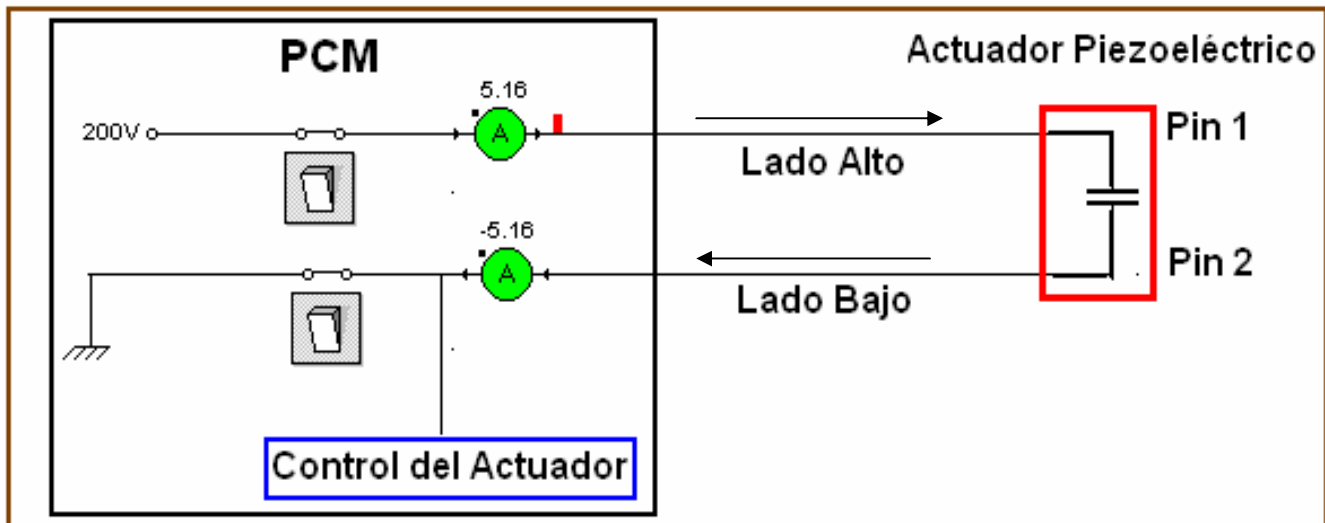 PCM
Actuador Piezoeléctrico
5.16
200V
A
Pin 1
Lado Alto
-5.16
A
Pin 2
Lado Bajo
Control del Actuador